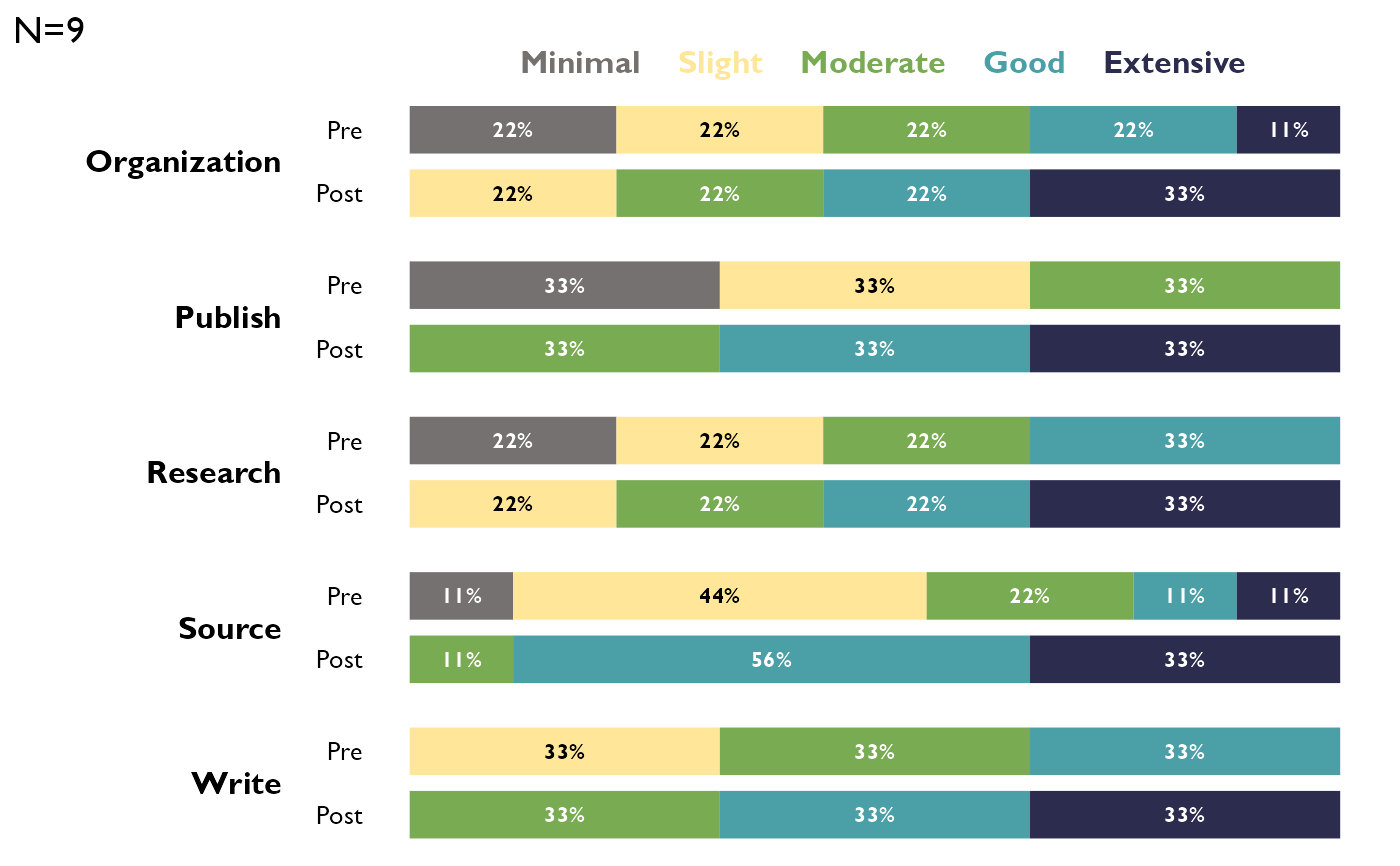 N=9
Minimal Slight Moderate Good Extensive
Organization
Pre 22% 22% 22% 22% 11%
Post 22% 22% 22% 33%
Publish
Pre 33% 33% 33%
Post 33% 33% 33%
Research
Pre 22% 22% 22% 33%
Post 22% 22% 22% 33%
Source
Pre 11% 44% 22% 11% 11%
Post 11% 56% 33%
Write
Pre 33% 33% 33%
Post 33% 33% 33%